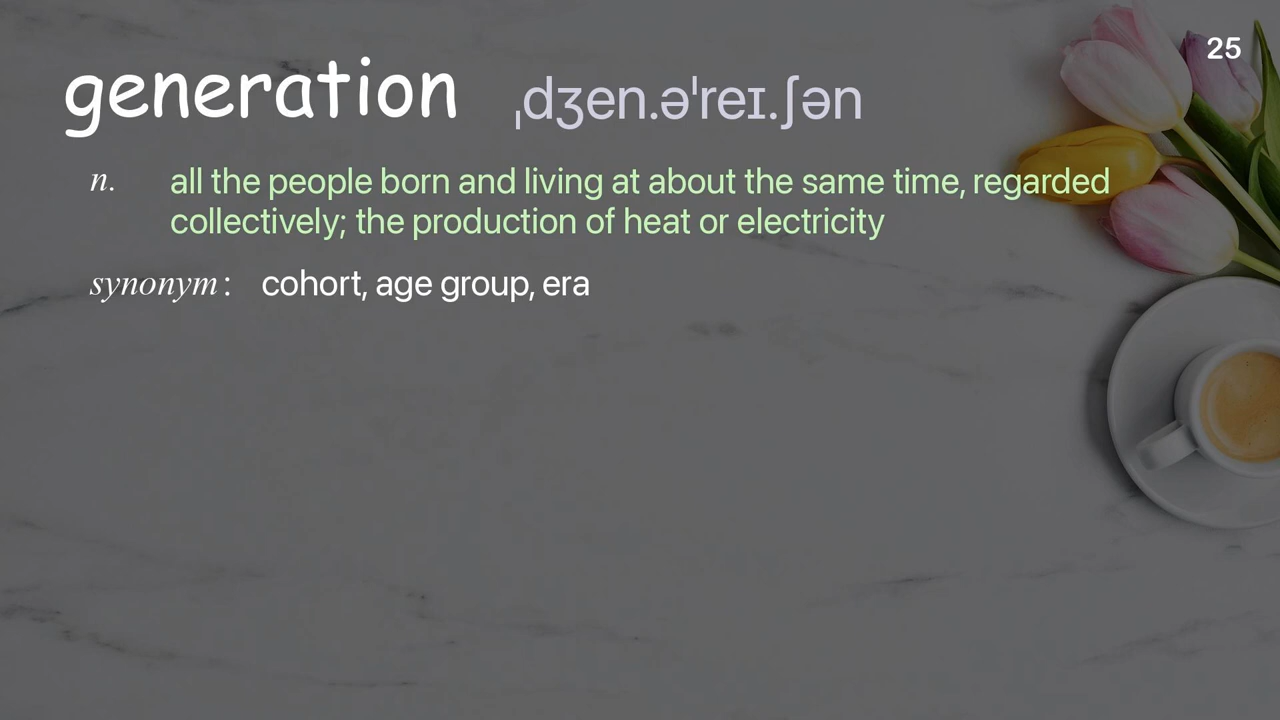 25
generation ˌdʒen.əˈreɪ.ʃən
n. all the people born and living at about the same time, regarded
collectively; the production of heat or electricity
synonym: cohort, age group, era